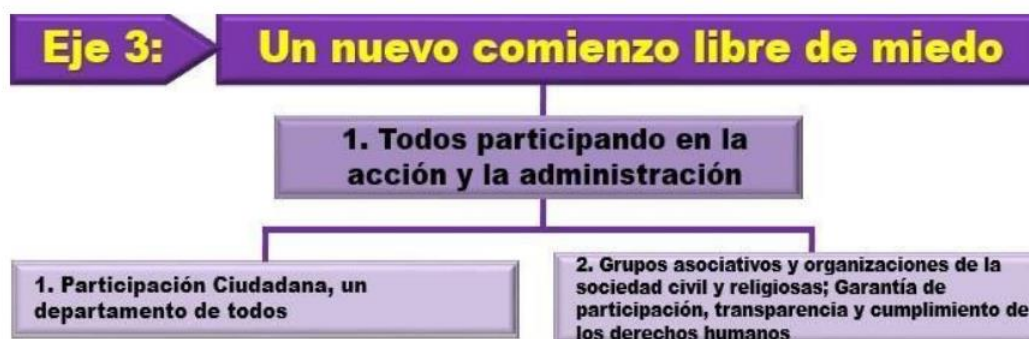 Eje 3:
Un nuevo comienzo libre de miedo
1. Todos participando en la
acción y la administración
1. Participación Ciudadana, un
departamento de todos
2. Grupos asociativos y organizaciones de la
sociedad civil y religiosas; Garantía de
participación, transparencia y cumplimiento de
los derechos humanos